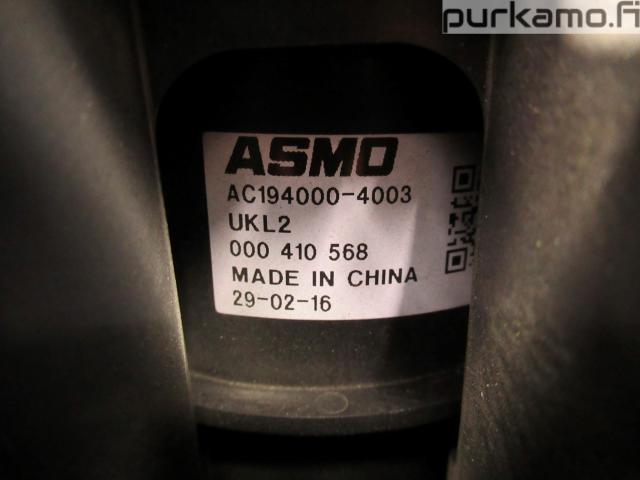 purkamo.fi
ASMO
AC194000-4003
UKL2
000 410 568
MADE IN CHINA
29-02-16